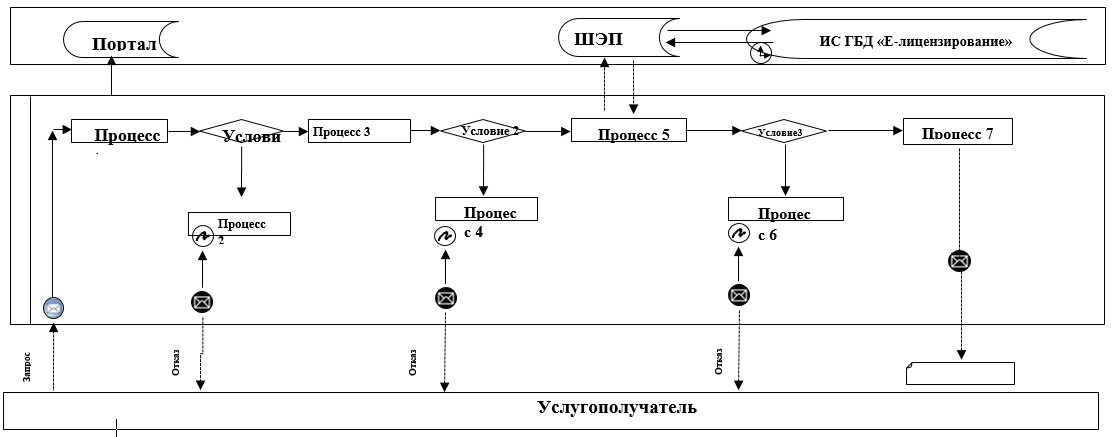 Портал
ШЭП
ИС ГБД «Е-лицензирование»
Процесс
Услови
Процесс 3
Условие 2
Процесс 5
Условие3
Процесс 7
Процесс
2
Процес
с 4
Процес
с 6
Запрос
Отказ
Отказ
Отказ
Услугополучатель